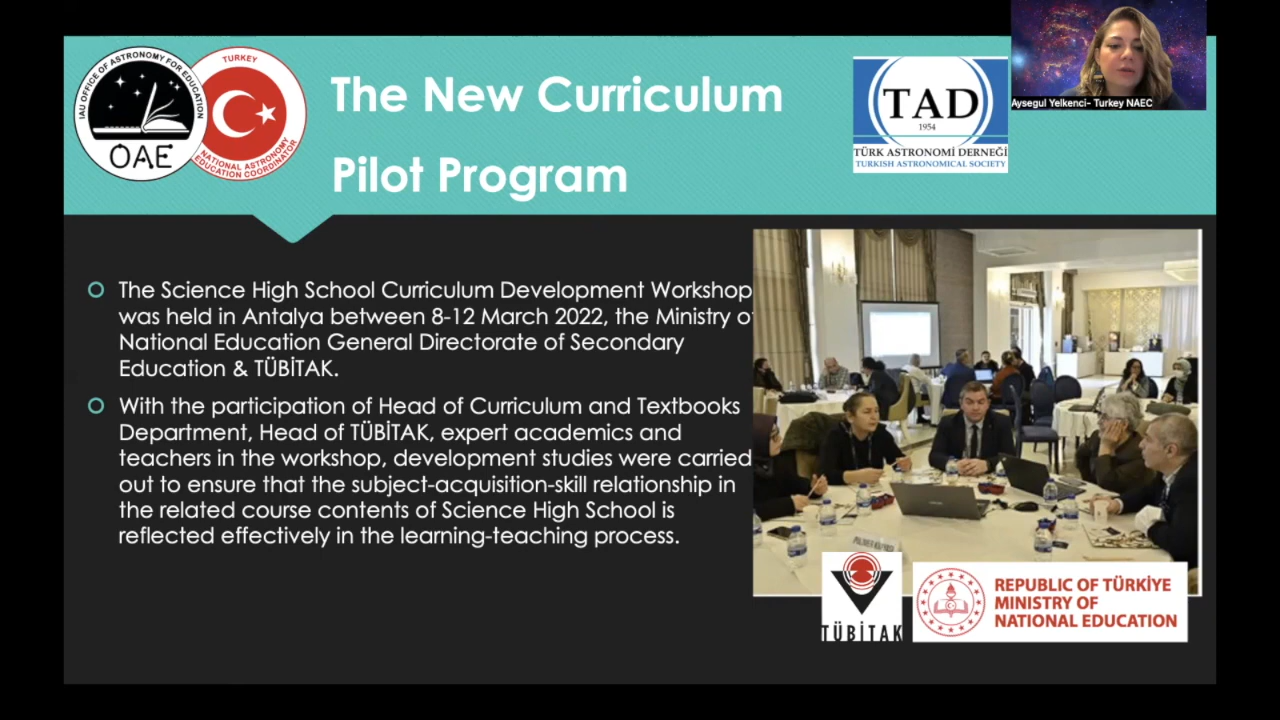 IAU OFFICE OF ASTRONOMY FOR EDUCATION
OAE
TURKEY
NATIONAL ASTRONOMY
EDUCATION COORDINATOR
The New Curriculum
Pilot Program
TAD
1954
TÜRK ASTRONOMİ DERNEĞİ
TURKISH ASTRONOMICAL SOCIETY
Aysegul Yelkenci- Turkey NAEC
The Science High School Curriculum Development Workshop
was held in Antalya between 8-12 March 2022, the Ministry of
National Education General Directorate of Secondary
Education & TÜBİTAK.
With the participation of Head of Curriculum and Textbooks
Department, Head of TÜBİTAK, expert academics and
teachers in the workshop, development studies were carried
out to ensure that the subject-acquisition-skill relationship in
the related course contents of Science High School is
reflected effectively in the learning-teaching process.
TÜBİTAK
REPUBLIC OF TÜRKİYE
MINISTRY OF
NATIONAL EDUCATION